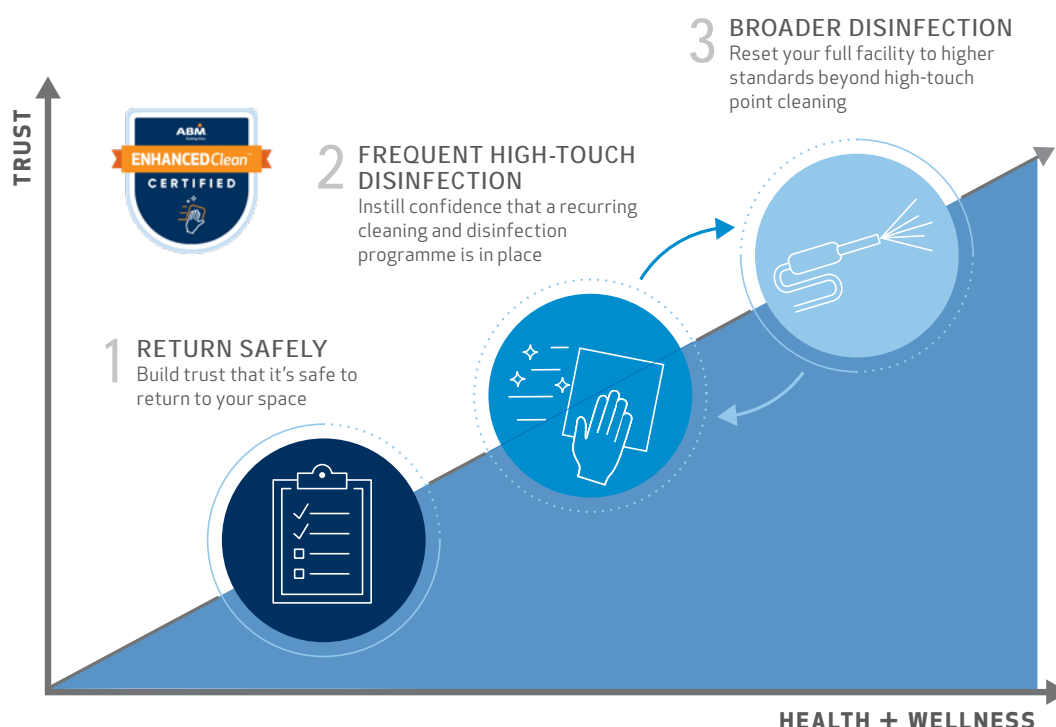 3 BROADER DISINFECTION
Reset your full facility to higher
standards beyond high-touch
point cleaning
TRUST
ABM
ENHANCEDClean™
CERTIFIED
2 FREQUENT HIGH-TOUCH
DISINFECTION
Instill confidence that a recurring
cleaning and disinfection
programme is in place
1 RETURN SAFELY
Build trust that it's safe to
return to your space
HEALTH + WELLNESS